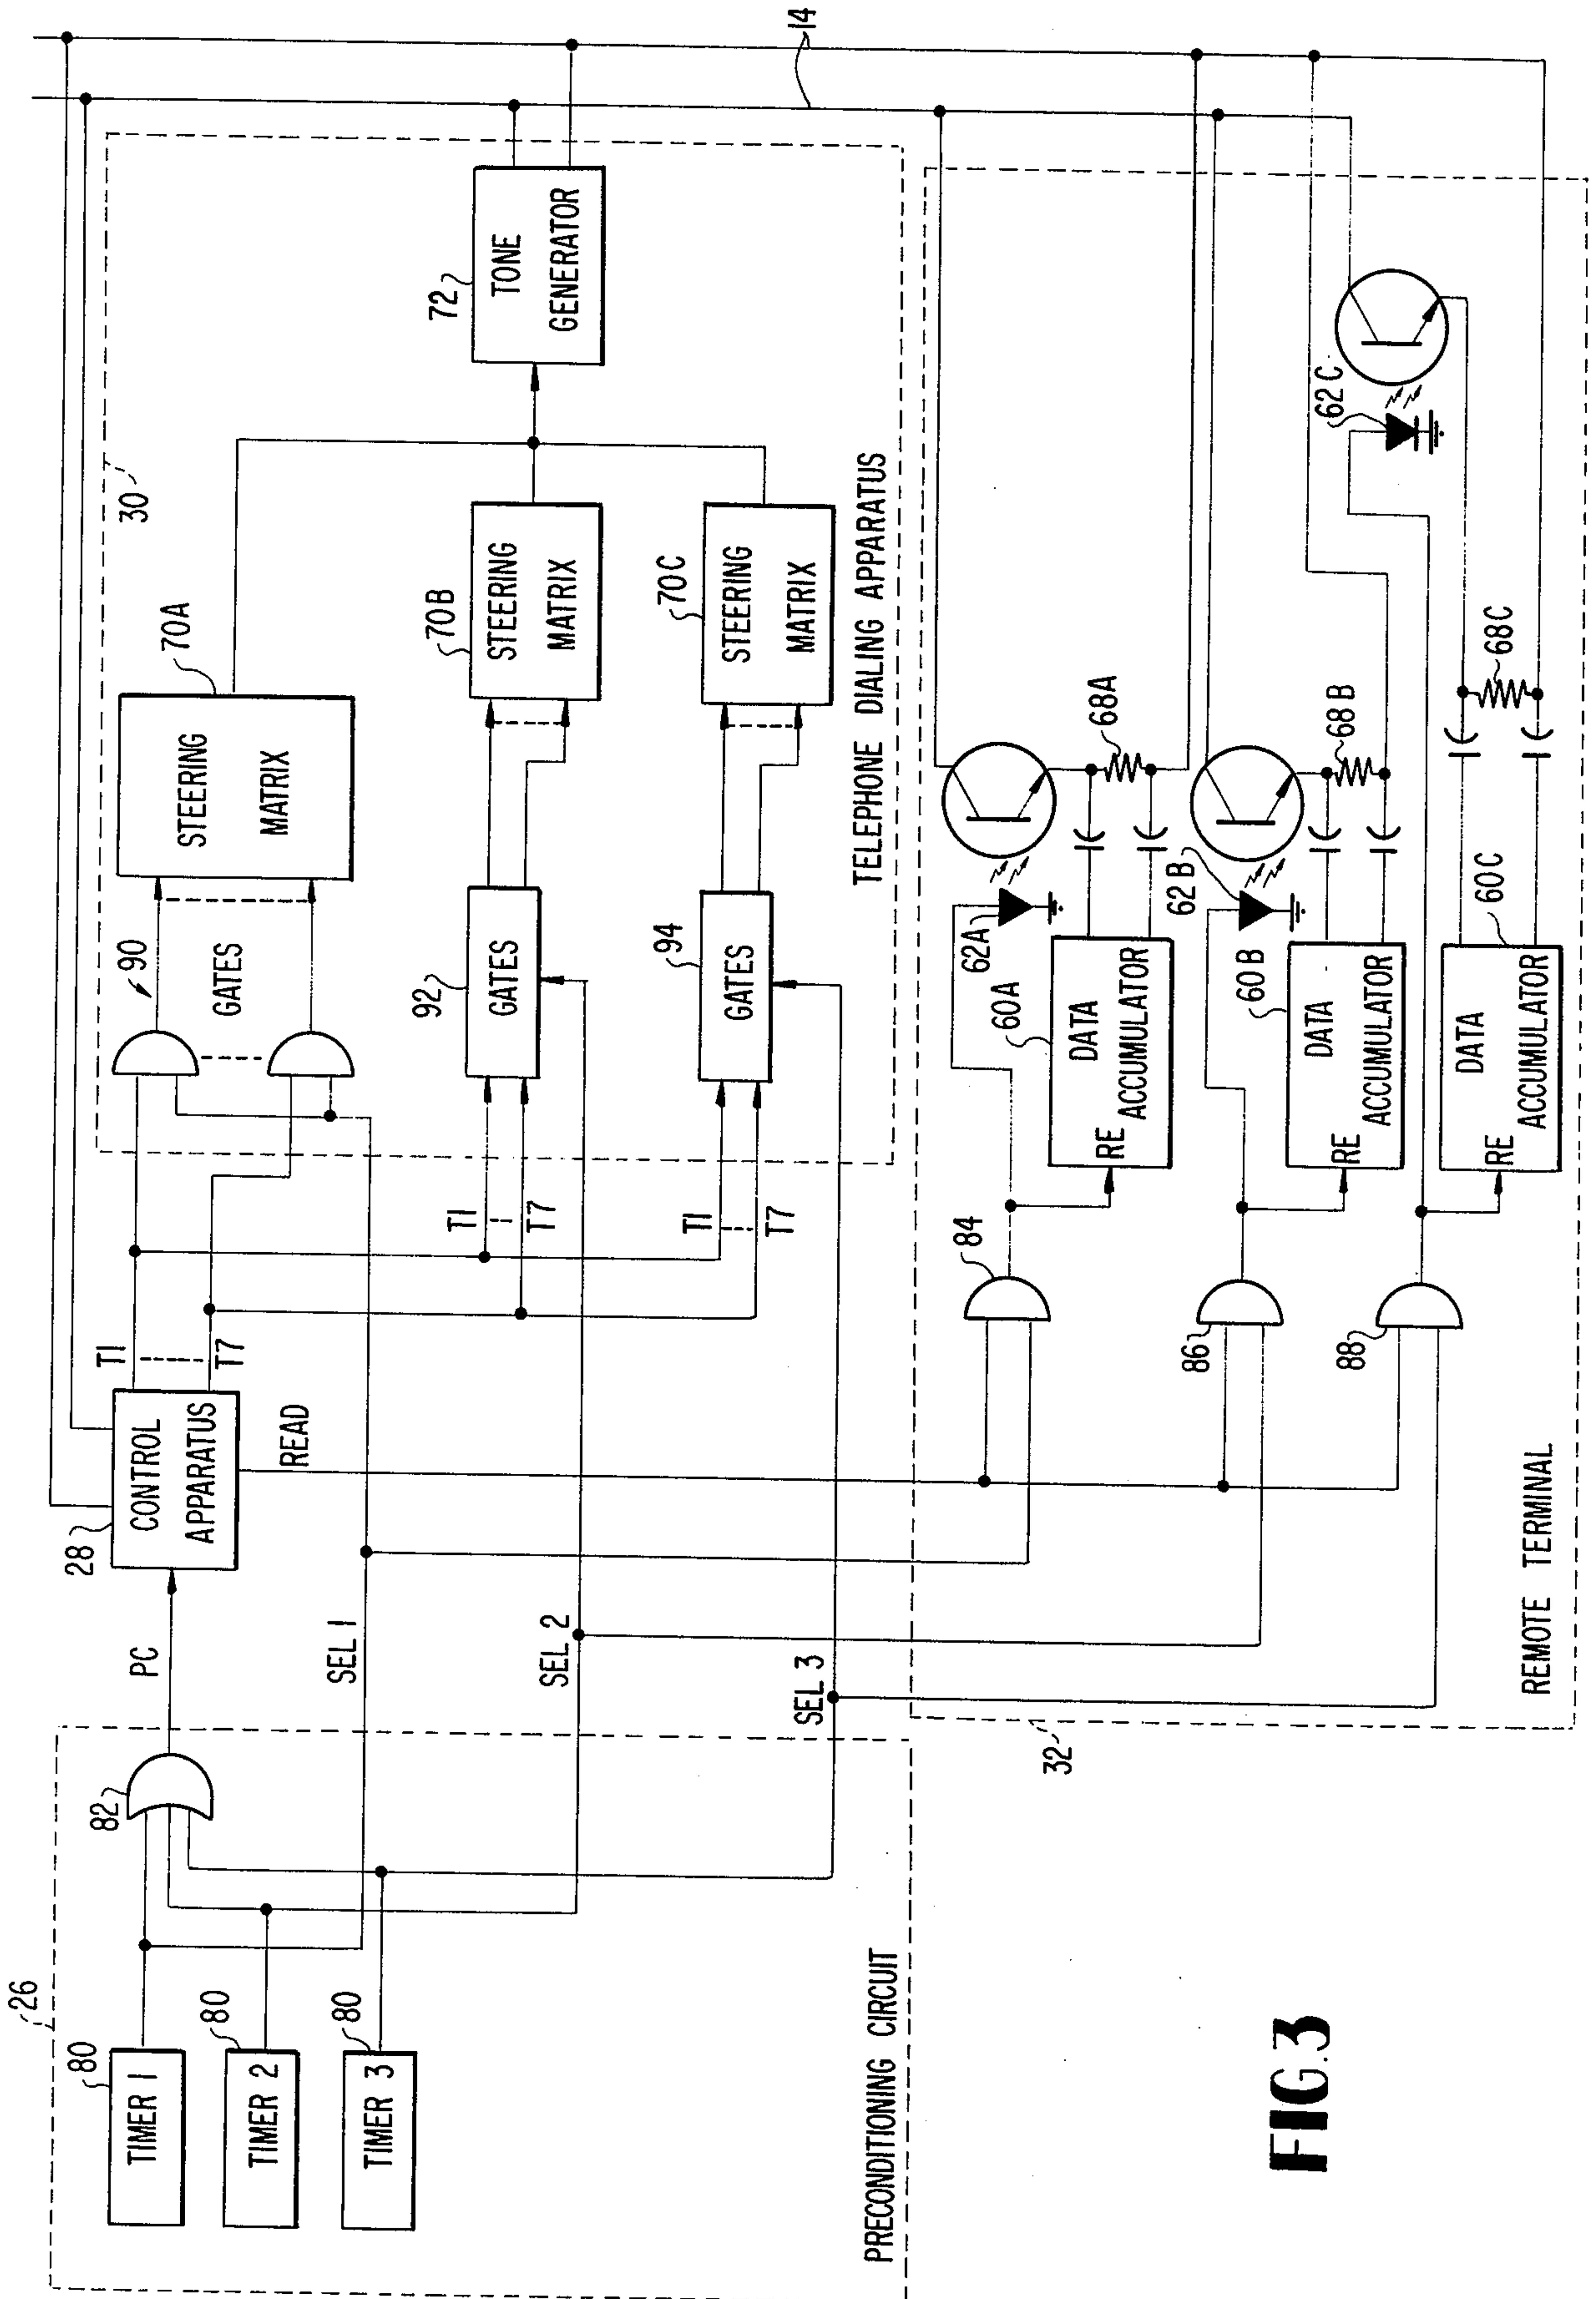 26
80
TIMER 1
80
TIMER 2
80
TIMER 3
PRECONDITIONING CIRCUIT
82
PC
SEL 1
SEL 2
SEL 3
28
CONTROL
APPARATUS
READ
T1
T7
T1
T7
T1
T7
30
90
GATES
92
GATES
94
GATES
70A
STEERING
MATRIX
70B
STEERING
MATRIX
70C
STEERING
MATRIX
72
TONE
GENERATOR
TELEPHONE DIALING APPARATUS
14
32
REMOTE TERMINAL
84
86
88
60A
DATA
ACCUMULATOR
RE
62A
68A
60B
DATA
ACCUMULATOR
RE
62B
68B
60C
DATA
ACCUMULATOR
RE
62C
68C
FIG.3